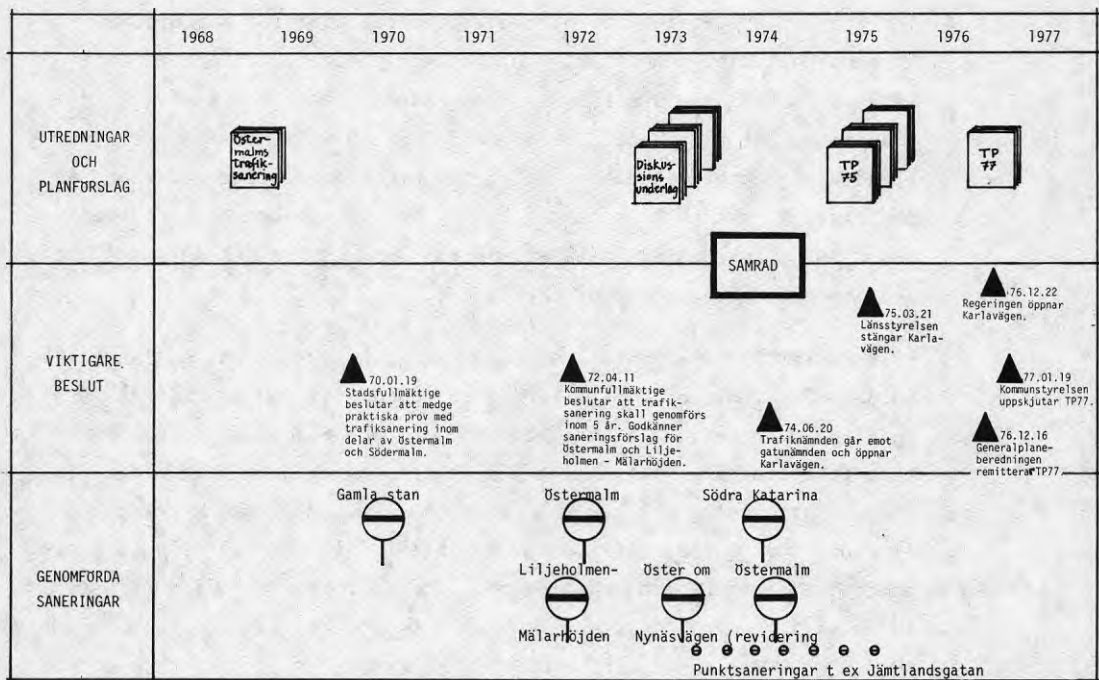 1968 1969 1970 1971 1972 1973 1974 1975 1976 1977
UTREDNINGAR
OCH
PLANFÖRSLAG
Öster-
malms
trafik-
sanering
Diskus-
sions
underlag
TP
75
TP
77
SAMRÅD
VIKTIGARE
BESLUT
70.01.19
Stadsfullmäktige
beslutar att medge
praktiska prov med
trafiksanering inom
delar av Östermalm
och Södermalm.
72.04.11
Kommunfullmäktige
beslutar att trafik-
sanering skall genomförs
inom 5 år. Godkänner
saneringsförslag för
Östermalm och Lilje-
holmen - Mälarhöjden.
74.06.20
Trafiknämnden går emot
gatunämnden och öppnar
Karlavägen.
75.03.21
Länsstyrelsen
stängar Karla-
vägen.
76.12.22
Regeringen öppnar
Karlavägen.
77.01.19
Kommunstyrelsen
uppskjutar TP77.
76.12.16
Generalplane-
beredningen
remittera TP77
GENOMFÖRDA
SANERINGAR
Gamla stan
Östermalm
Södra Katarina
Liljeholmen-
Mälarhöjden
Öster om
Nynäsvägen
Östermalm
(revidering
Punktsaneringar t ex Jämtlandsgatan